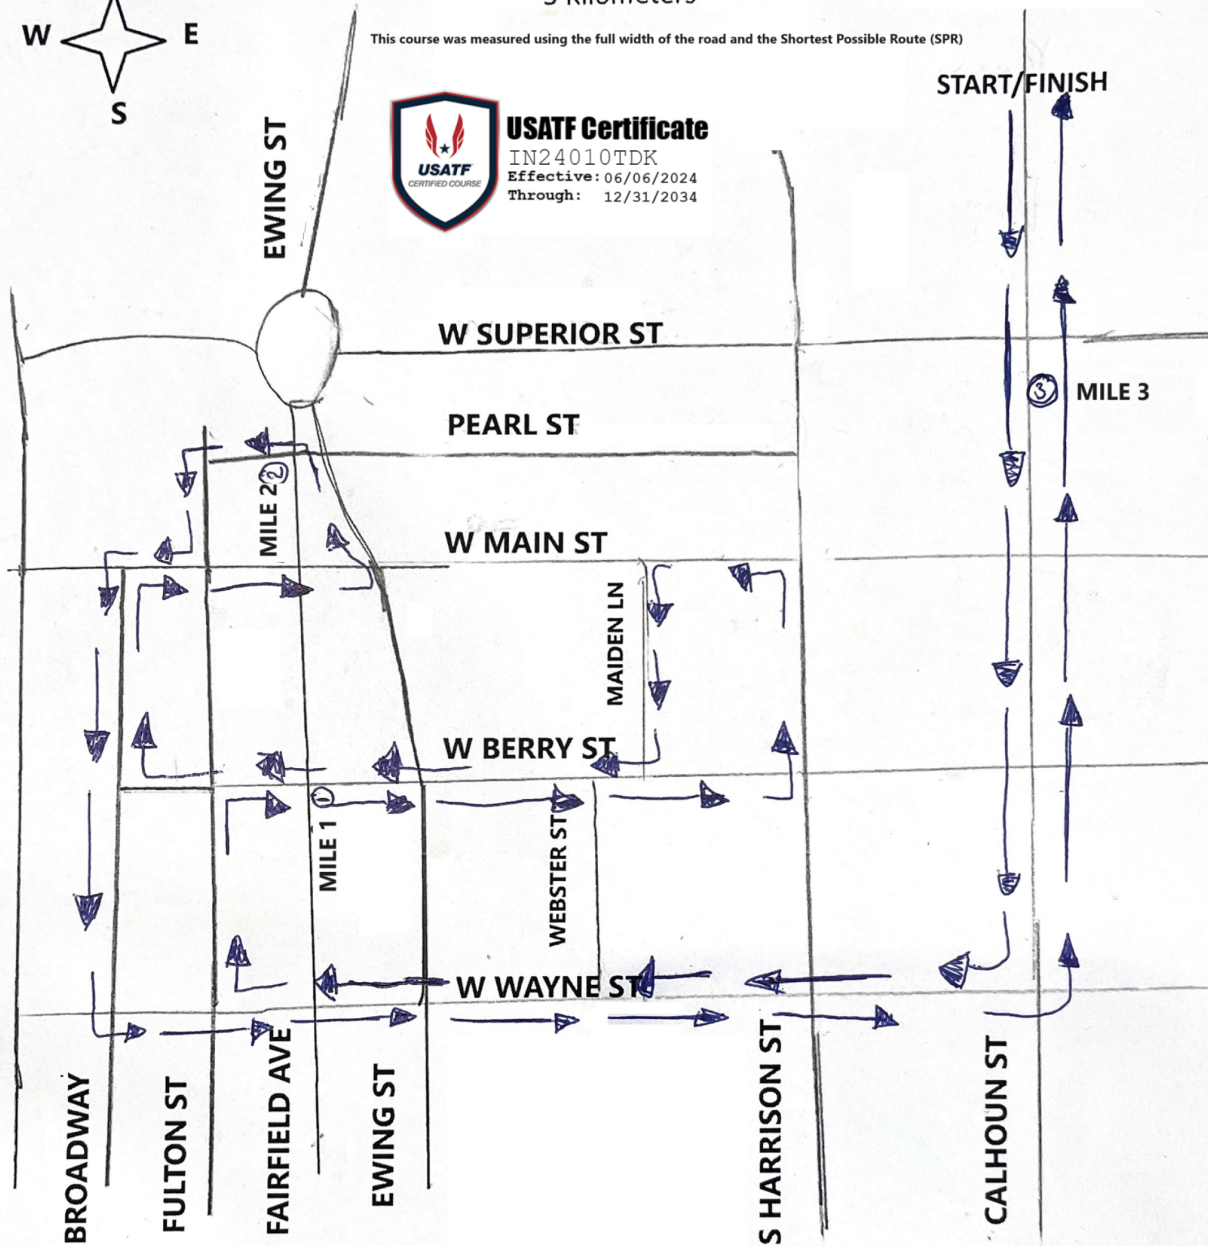 5 Kilometers
This course was measured using the full width of the road and the Shortest Possible Route (SPR)
W
E
S
START/FINISH
EWING ST
USATF
CERTIFIED COURSE
USATF Certificate
IN24010TDK
Effective: 06/06/2024
Through: 12/31/2034
W SUPERIOR ST
3
MILE 3
PEARL ST
2
MILE 2
W MAIN ST
MAIDEN LN
W BERRY ST
1
MILE 1
WEBSTER ST
W WAYNE ST
BROADWAY
FULTON ST
FAIRFIELD AVE
EWING ST
S HARRISON ST
CALHOUN ST